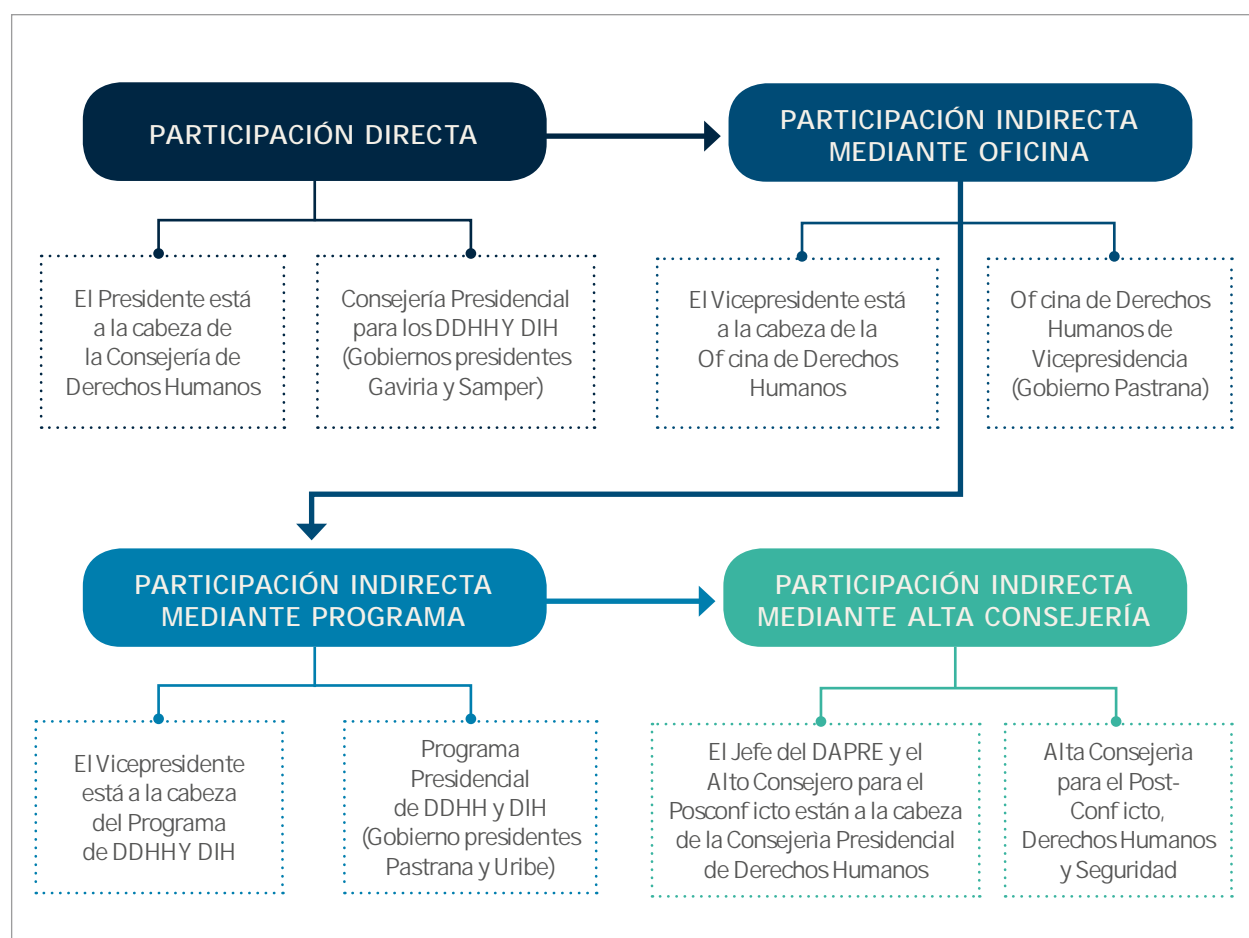 PARTICIPACIÓN DIRECTA
PARTICIPACIÓN INDIRECTA
MEDIANTE OFICINA
El Presidente está
a la cabeza de
la Consejería de
Derechos Humanos
Consejería Presidencial
para los DDHH Y DIH
(Gobiernos presidentes
Gaviria y Samper)
El Vicepresidente está
a la cabeza de la
Of cina de Derechos
Humanos
Of cina de Derechos
Humanos de
Vicepresidencia
(Gobierno Pastrana)
PARTICIPACIÓN INDIRECTA
MEDIANTE PROGRAMA
PARTICIPACIÓN INDIRECTA
MEDIANTE ALTA CONSEJERÍA
El Vicepresidente
está a la cabeza
del Programa
de DDHH Y DIH
Programa
Presidencial
de DDHH y DIH
(Gobierno presidentes
Pastrana y Uribe)
El Jefe del DAPRE y el
Alto Consejero para el
Posconf icto están a la cabeza
de la Consejerìa Presidencial
de Derechos Humanos
Alta Consejerìa
para el Post-
Conf icto,
Derechos Humanos
y Seguridad